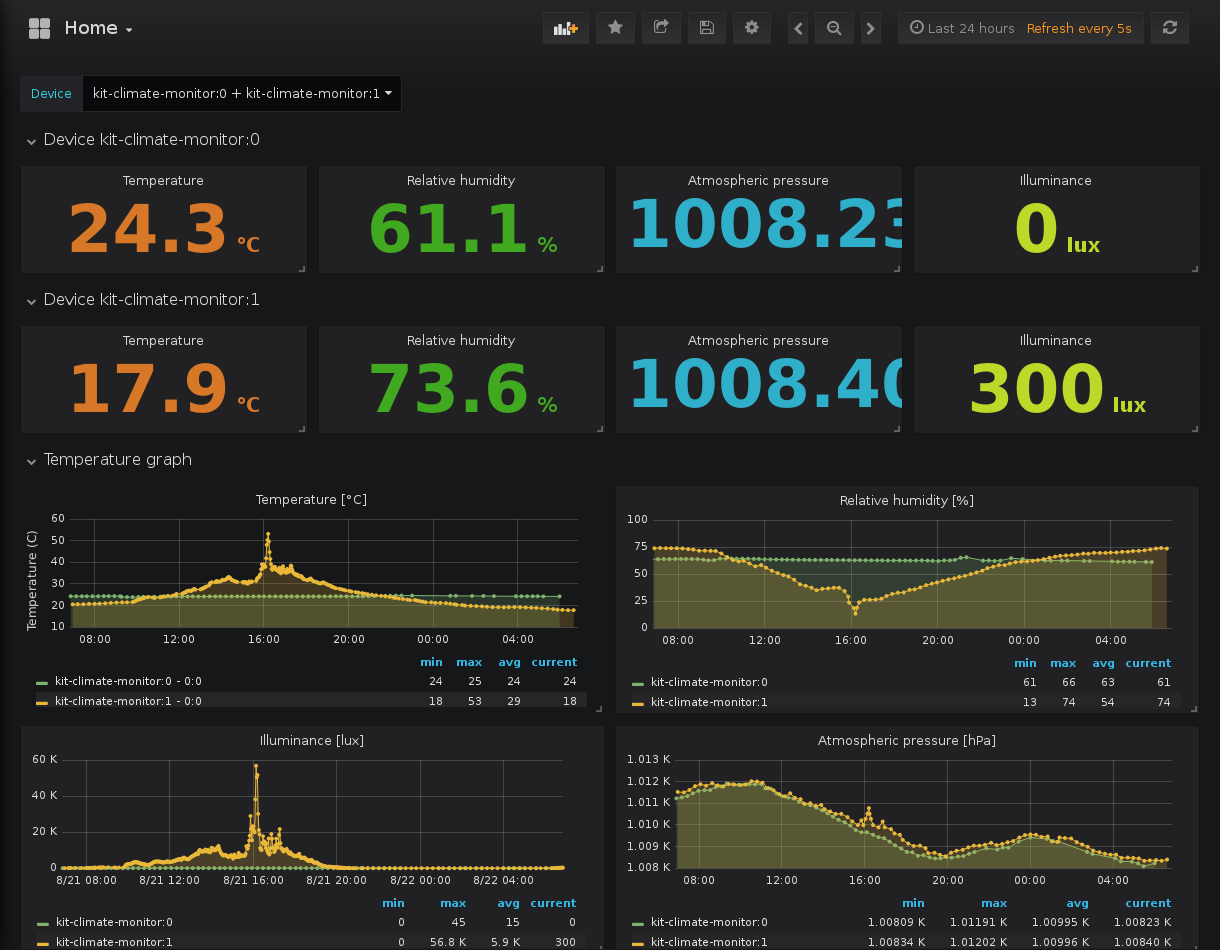 Home
Last 24 hours Refresh every 5s
Device kit-climate-monitor:0 + kit-climate-monitor:1
Device kit-climate-monitor:0
Temperature Relative humidity Atmospheric pressure Illuminance
24.3 °C 61.1 % 1008.23 0 lux
Device kit-climate-monitor:1
Temperature Relative humidity Atmospheric pressure Illuminance
17.9 °C 73.6 % 1008.40 300 lux
Temperature graph
Temperature [°C]
Temperature (C)
60
50
40
30
20
10
08:00 12:00 16:00 20:00 00:00 04:00
min max avg current
kit-climate-monitor:0 - 0:0 24 25 24 24
kit-climate-monitor:1 - 0:0 18 53 29 18
Relative humidity [%]
100
75
50
25
0
08:00 12:00 16:00 20:00 00:00 04:00
min max avg current
kit-climate-monitor:0 61 66 63 61
kit-climate-monitor:1 13 74 54 74
Illuminance [lux]
60 K
40 K
20 K
0
8/21 08:00 8/21 12:00 8/21 16:00 8/21 20:00 8/22 00:00 8/22 04:00
min max avg current
kit-climate-monitor:0 0 45 15 0
kit-climate-monitor:1 0 56.8 K 5.9 K 300
Atmospheric pressure [hPa]
1.013 K
1.012 K
1.011 K
1.010 K
1.009 K
1.008 K
08:00 12:00 16:00 20:00 00:00 04:00
min max avg current
kit-climate-monitor:0 1.00809 K 1.01191 K 1.00995 K 1.00823 K
kit-climate-monitor:1 1.00834 K 1.01202 K 1.00996 K 1.00840 K